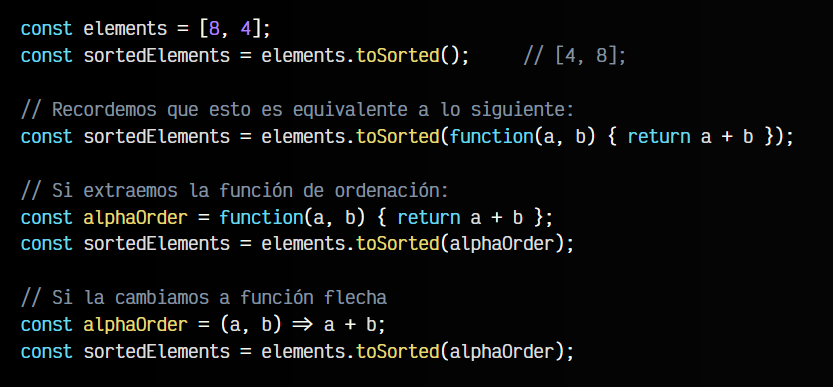 const elements = [8, 4];
const sortedElements = elements.toSorted();     // [4, 8];
// Recordemos que esto es equivalente a lo siguiente:
const sortedElements = elements.toSorted(function(a, b) { return a + b });
// Si extraemos la función de ordenación:
const alphaOrder = function(a, b) { return a + b };
const sortedElements = elements.toSorted(alphaOrder);
// Si la cambiamos a función flecha
const alphaOrder = (a, b) => a + b;
const sortedElements = elements.toSorted(alphaOrder);